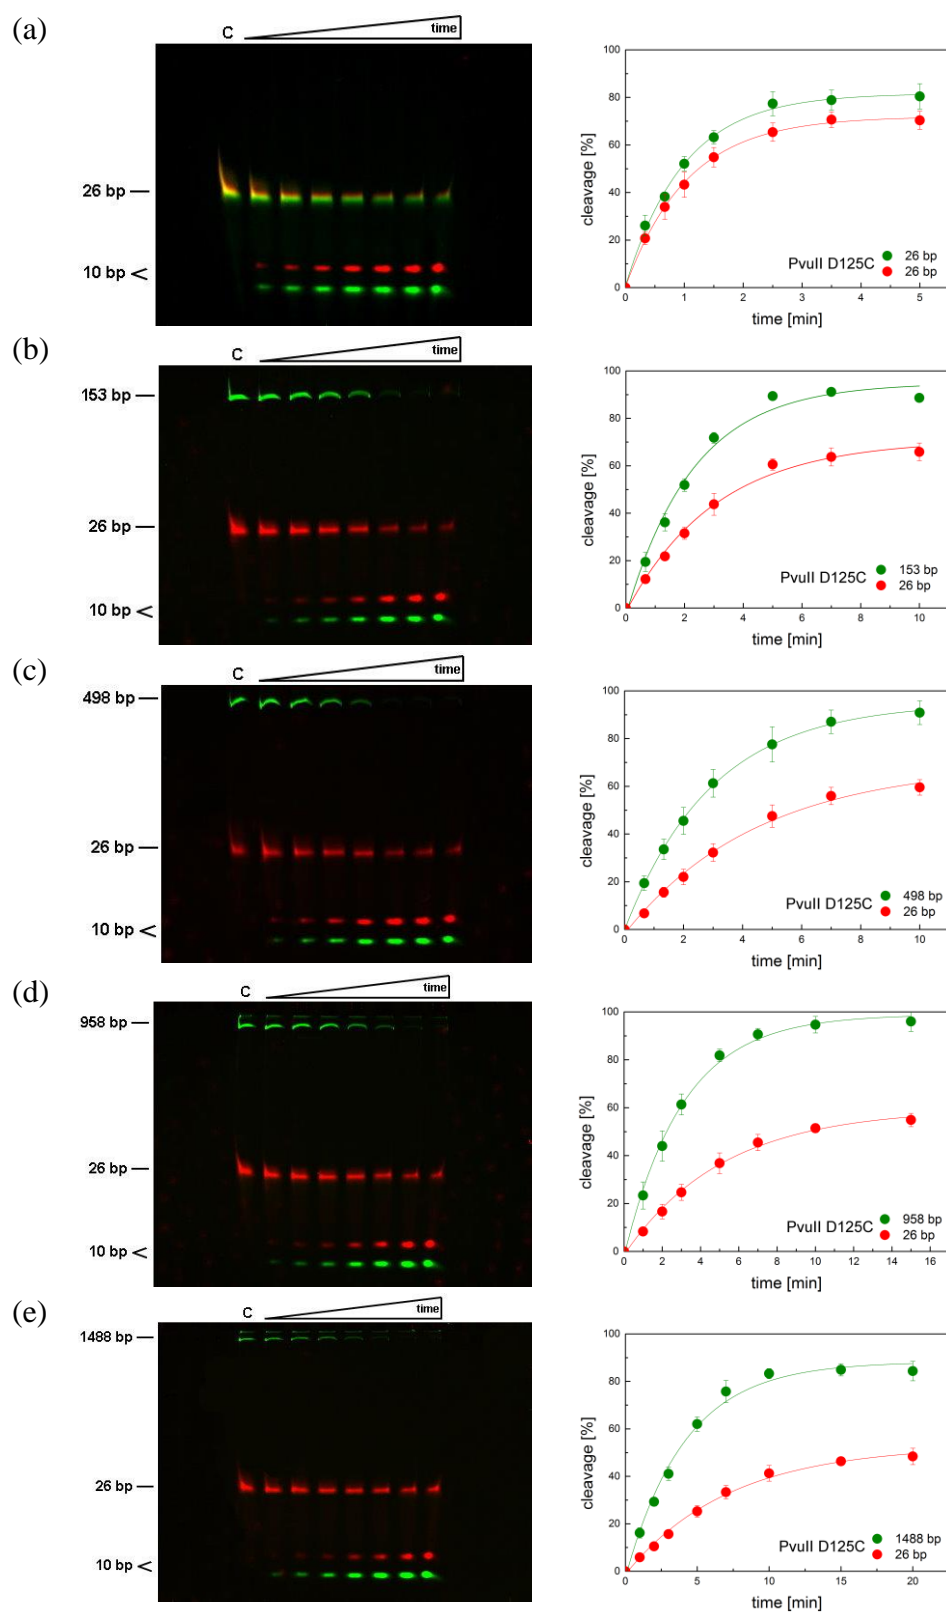 (a)
C
time
26 bp
10 bp <
100
80
60
40
20
0
cleavage [%]
PvuII D125C
26 bp
26 bp
0 1 2 3 4 5
time [min]
(b)
C
time
153 bp
26 bp
10 bp <
100
80
60
40
20
0
cleavage [%]
PvuII D125C
153 bp
26 bp
0 2 4 6 8 10
time [min]
(c)
C
time
498 bp
26 bp
10 bp <
100
80
60
40
20
0
cleavage [%]
PvuII D125C
498 bp
26 bp
0 2 4 6 8 10
time [min]
(d)
C
time
958 bp
26 bp
10 bp <
100
80
60
40
20
0
cleavage [%]
PvuII D125C
958 bp
26 bp
0 2 4 6 8 10 12 14 16
time [min]
(e)
C
time
1488 bp
26 bp
10 bp <
100
80
60
40
20
0
cleavage [%]
PvuII D125C
1488 bp
26 bp
0 5 10 15 20
time [min]